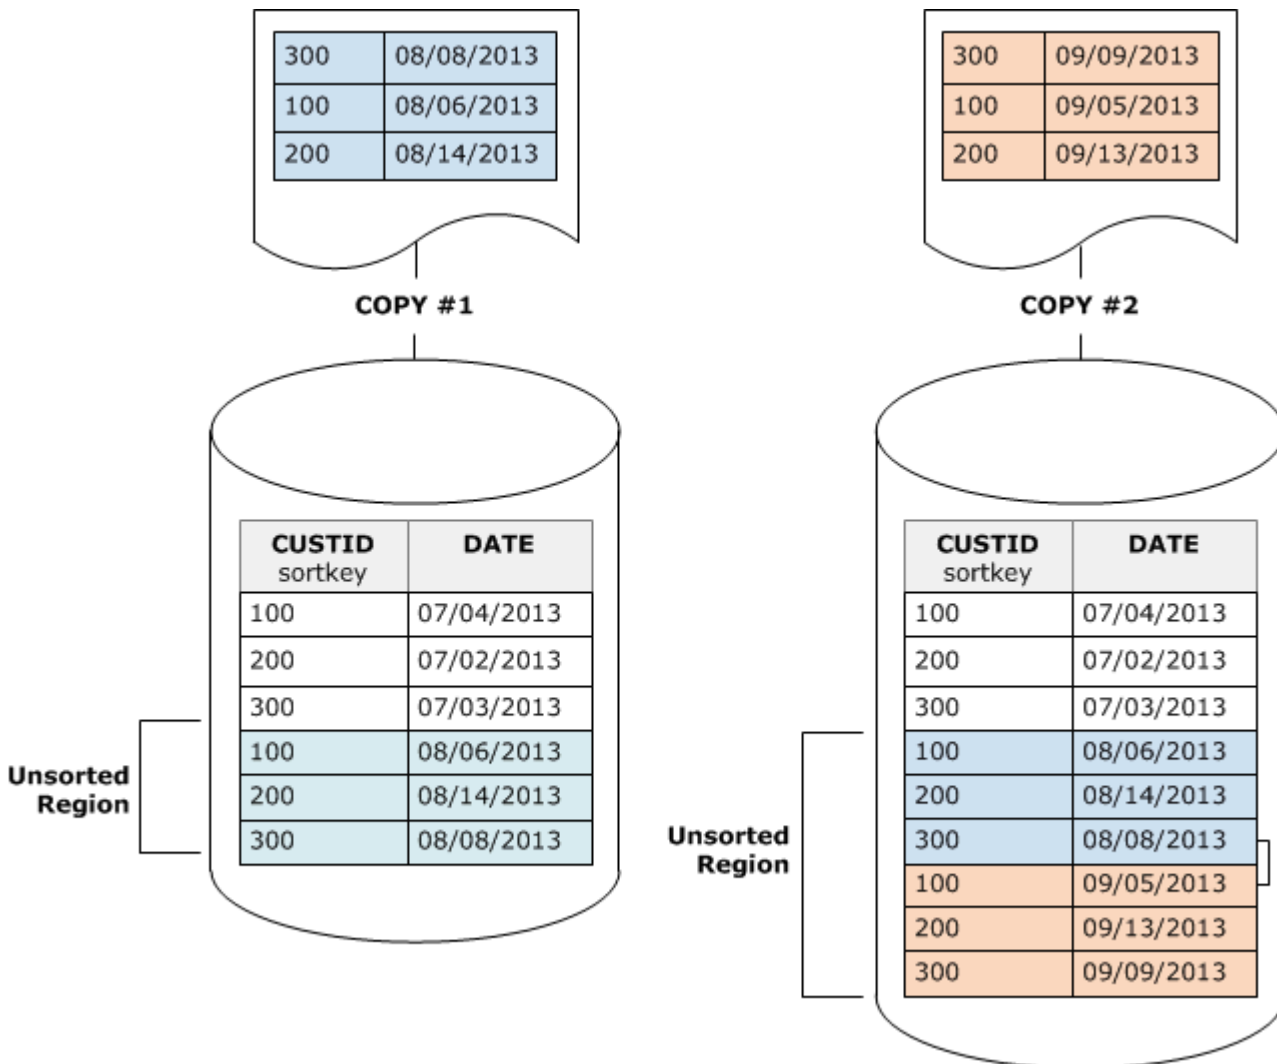 300 08/08/2013
100 08/06/2013
200 08/14/2013
COPY #1
CUSTID DATE
sortkey
100 07/04/2013
200 07/02/2013
300 07/03/2013
100 08/06/2013
200 08/14/2013
300 08/08/2013
Unsorted
Region
300 09/09/2013
100 09/05/2013
200 09/13/2013
COPY #2
CUSTID DATE
sortkey
100 07/04/2013
200 07/02/2013
300 07/03/2013
100 08/06/2013
200 08/14/2013
300 08/08/2013
100 09/05/2013
200 09/13/2013
300 09/09/2013
Unsorted
Region